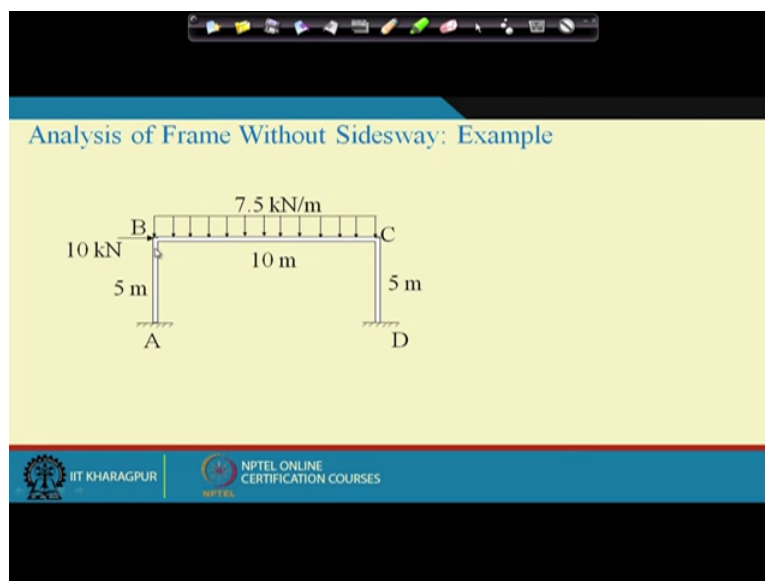 Analysis of Frame Without Sidesway: Example
7.5 kN/m
B
C
10 kN
10 m
5 m
5 m
A
D
IIT KHARAGPUR
NPTEL
NPTEL ONLINE
CERTIFICATION COURSES